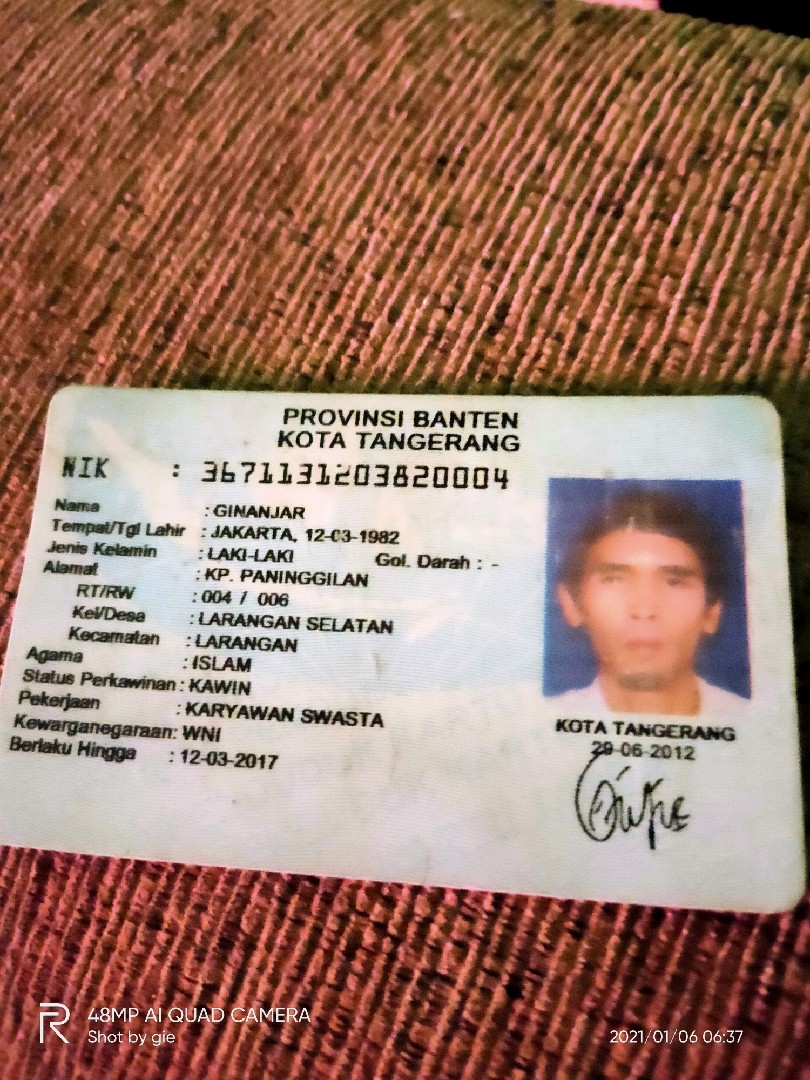 PROVINSI BANTEN
KOTA TANGERANG
NIK : 3671131203820004
Nama : GINANJAR
Tempat/Tgl Lahir : JAKARTA, 12-03-1982
Jenis Kelamin : LAKI-LAKI Gol. Darah : -
Alamat : KP. PANINGGILAN
RT/RW : 004 / 006
Kel/Desa : LARANGAN SELATAN
Kecamatan : LARANGAN
Agama : ISLAM
Status Perkawinan : KAWIN
Pekerjaan : KARYAWAN SWASTA
Kewarganegaraan: WNI
Berlaku Hingga : 12-03-2017
KOTA TANGERANG
29-06-2012
R
48MP AI QUAD CAMERA
Shot by gie
2021/01/06 06:37